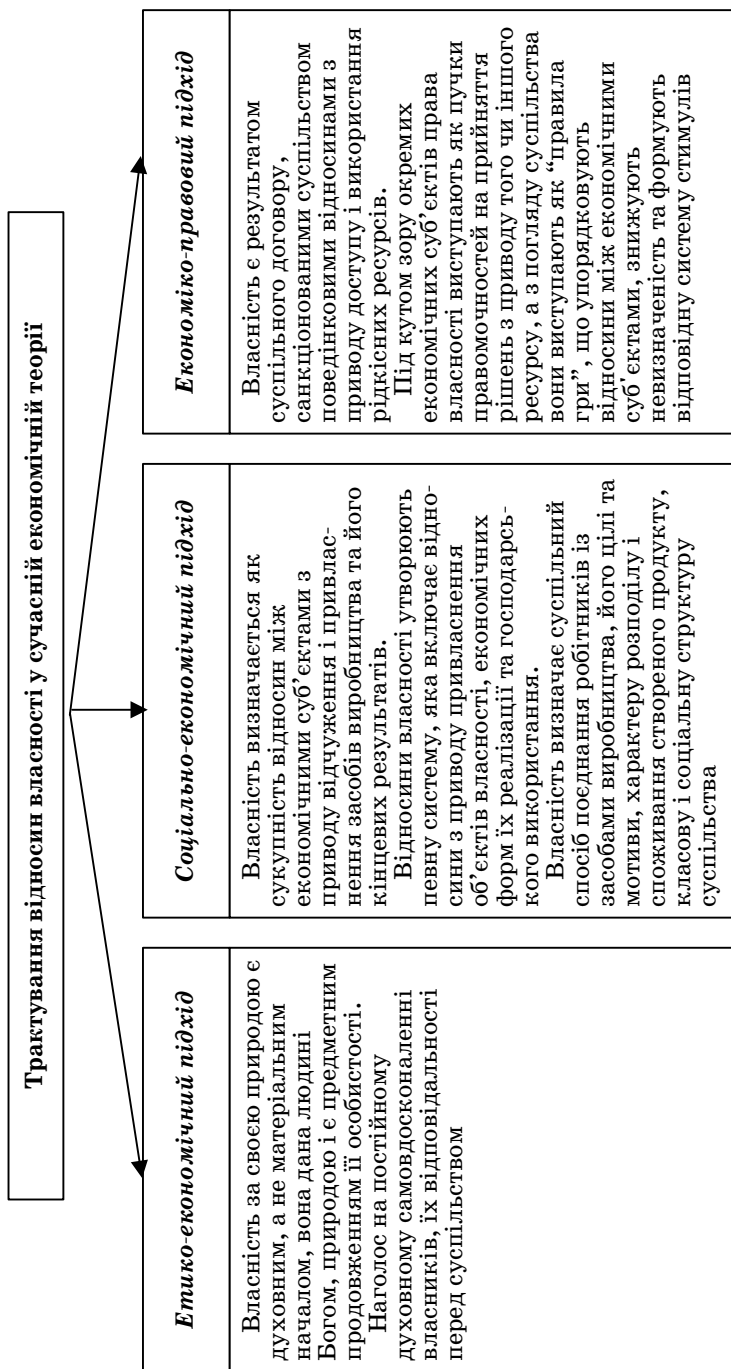 Трактування відносин власності у сучасній економічній теорії
Етико-економічний підхід
Власність за своєю природою є
духовним, а не матеріальним
началом, вона дана людині
Богом, природою і є предметним
продовженням її особистості.
Наголос на постійному
духовному самовдосконаленні
власників, їх відповідальності
перед суспільством
Соціально-економічний підхід
Власність визначається як
сукупність відносин між
економічними суб’єктами з
приводу відчуження і привлас-
нення засобів виробництва та його
кінцевих результатів.
Відносини власності утворюють
певну систему, яка включає відно-
сини з приводу привласнення
об’єктів власності, економічних
форм їх реалізації та господарсь-
кого використання.
Власність визначає суспільний
спосіб поєднання робітників із
засобами виробництва, його цілі та
мотиви, характеру розподілу і
споживання створеного продукту,
класову і соціальну структуру
суспільства
Економіко-правовий підхід
Власність є результатом
суспільного договору,
санкціонованими суспільством
поведінковими відносинами з
приводу доступу і використання
рідкісних ресурсів.
Під кутом зору окремих
економічних суб’єктів права
власності виступають як пучки
правомочностей на прийняття
рішень з приводу того чи іншого
ресурсу, а з погляду суспільства
вони виступають як “правила
гри”, що упорядковують
відносини між економічними
суб’єктами, знижують
невизначеність та формують
відповідну систему стимулів